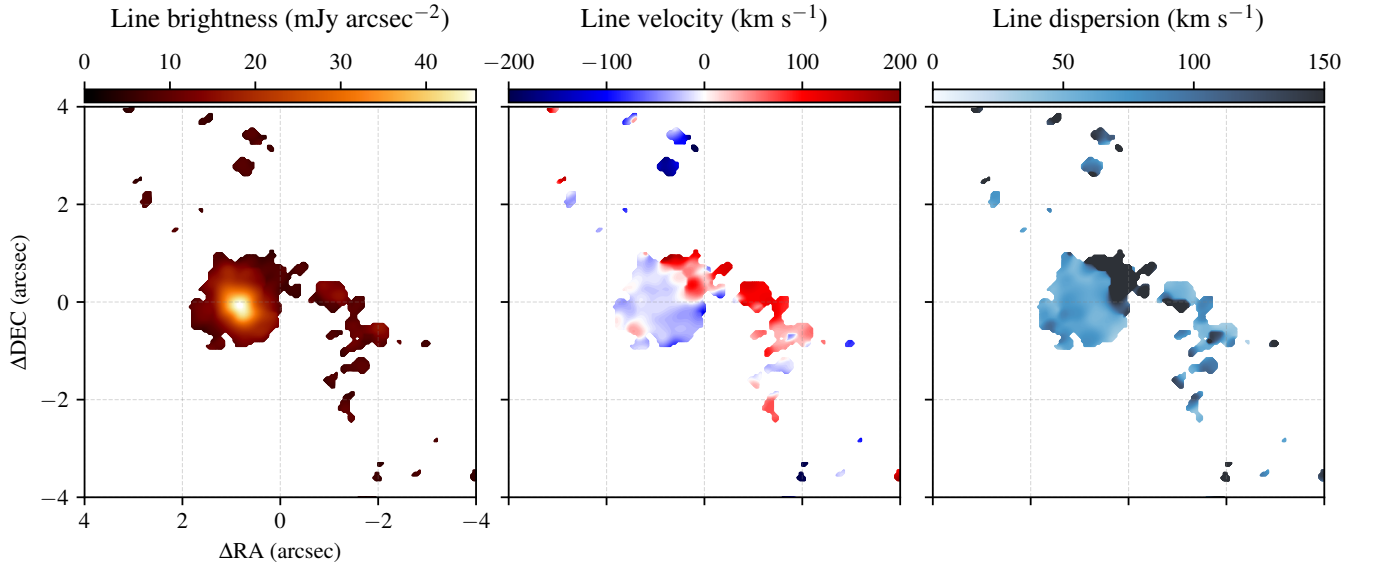 Line brightness (mJy arcsec⁻²) Line velocity (km s⁻¹) Line dispersion (km s⁻¹)
0 10 20 30 40 −200 −100 0 100 200 0 50 100 150
4
2
0
−2
−4
ΔDEC (arcsec)
4 2 0 −2 −4
ΔRA (arcsec)